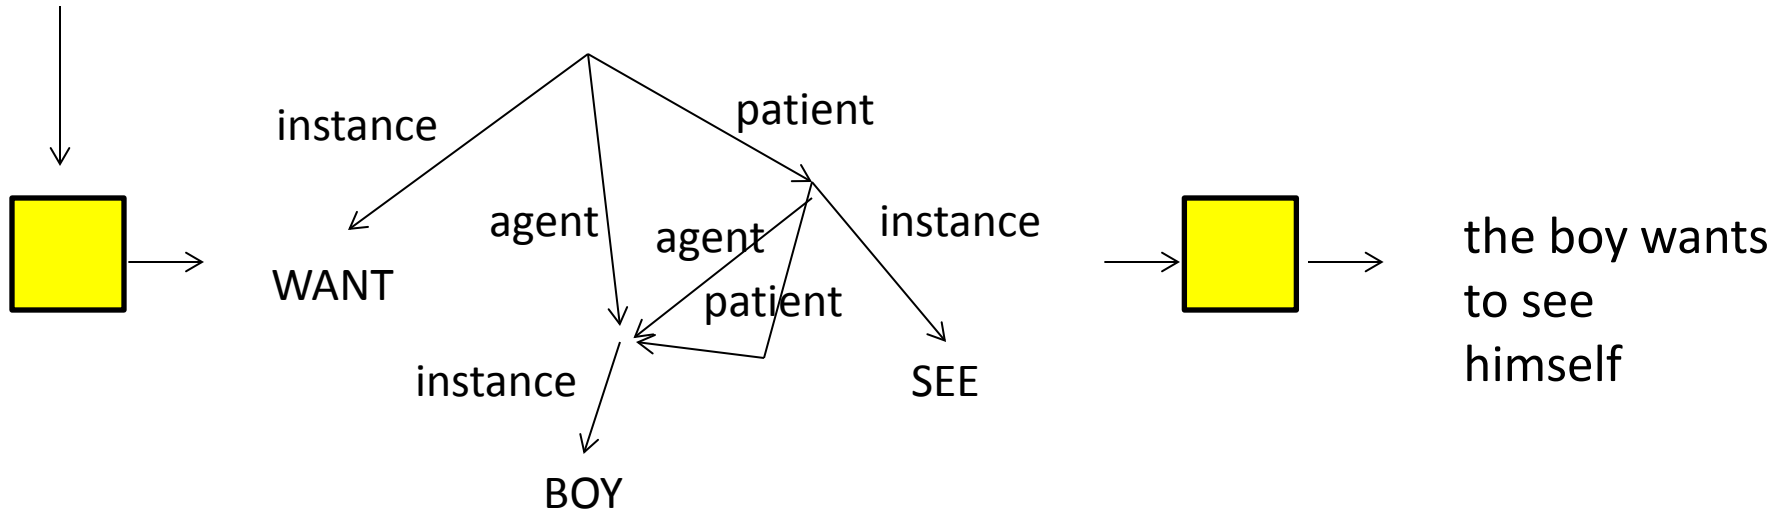 patient
instance
agent
agent
instance
WANT
patient
instance
SEE
BOY
the boy wants
to see
himself